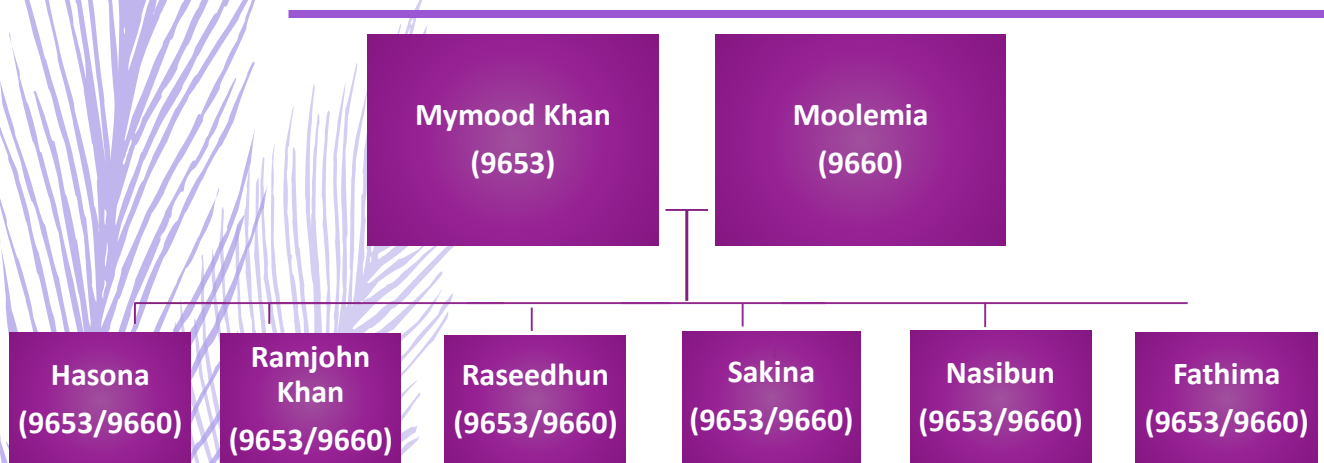 Mymood Khan
(9653)
Moolemia
(9660)
Hasona
(9653/9660)
Ramjohn
Khan
(9653/9660)
Raseedhun
(9653/9660)
Sakina
(9653/9660)
Nasibun
(9653/9660)
Fathima
(9653/9660)